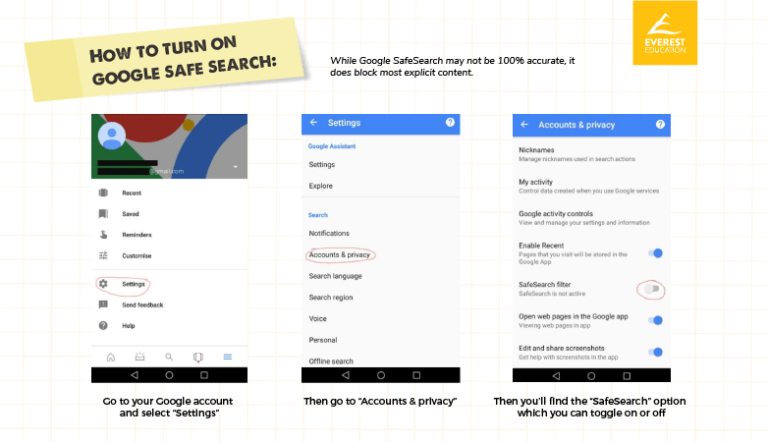 HOW TO TURN ON
GOOGLE SAFE SEARCH:
While Google SafeSearch may not be 100% accurate, it
does block most explicit content.
EVEREST
EDUCATION
@gmail.com
Recent
Saved
Reminders
Customise
Settings
Send feedback
Help
Go to your Google account
and select "Settings"
Settings
Google Assistant
Settings
Explore
Search
Notifications
Accounts & privacy
Search language
Search region
Voice
Personal
Offline search
Then go to "Accounts & privacy"
Accounts & privacy
Nicknames
Manage nicknames used in search actions
My activity
Control data created when you use Google services
Google activity controls
View and manage your settings and information
Enable Recent
Pages that you visit will be stored in the
Google App
SafeSearch filter
SafeSearch is not active
Open web pages in the Google app
Viewing web pages in app
Edit and share screenshots
Get help with screenshots in the app
Then you'll find the "SafeSearch" option
which you can toggle on or off